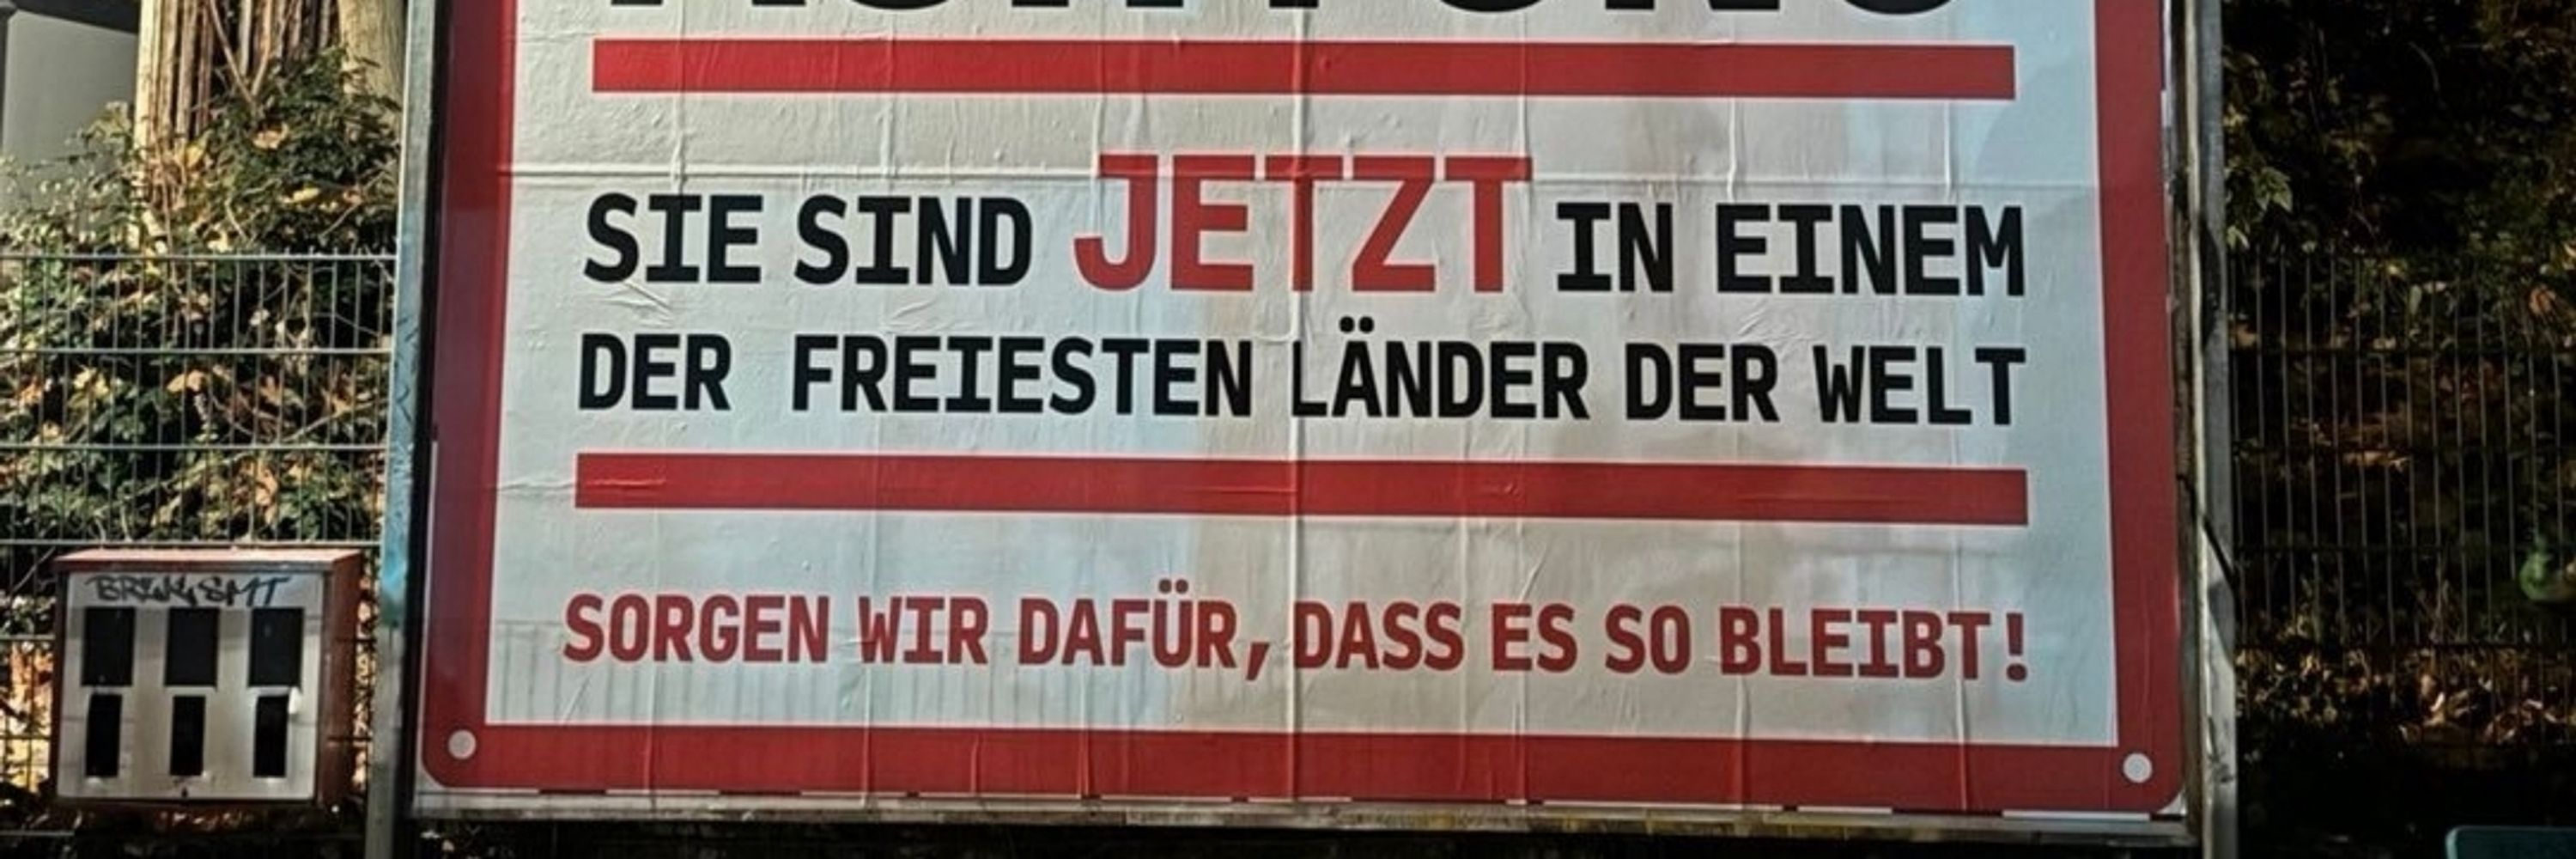 SIE SIND JETZT IN EINEM
DER FREIESTEN LÄNDER DER WELT
SORGEN WIR DAFÜR, DASS ES SO BLEIBT!